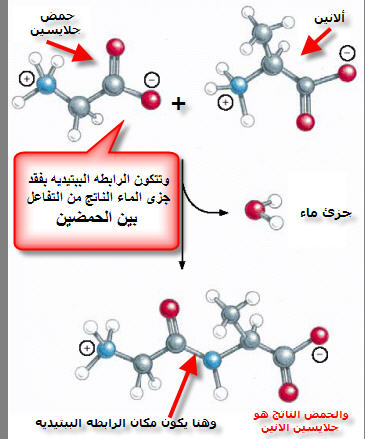 حمض
جلايسين
ألانين
+
وتتكون الرابطه الببتيديه بفقد
جزى الماء الناتج من التفاعل
بين الحمضين
جزئ ماء
وهنا يكون مكان الرابطه الببتيديه
والحمض الناتج هو
جلايسين الانين